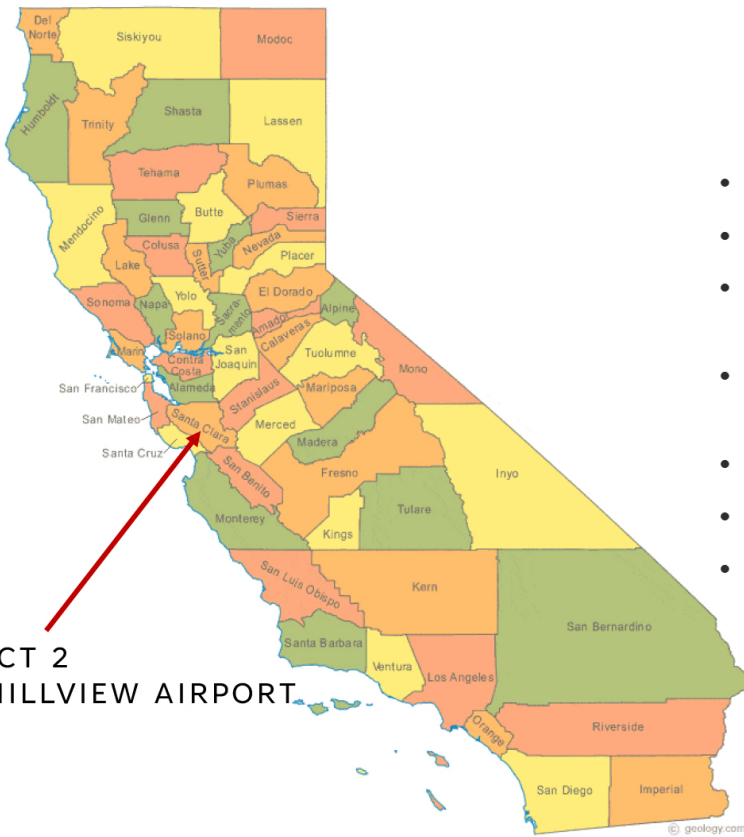 Del
Norte
Siskiyou
Modoc
Humboldt
Trinity
Shasta
Lassen
Tehama
Plumas
Mendocino
Glenn
Butte
Sierra
Colusa
Sutter
Yuba
Nevada
Lake
Placer
Sonoma
Napa
Yolo
Sacra-
mento
El Dorado
Alpine
Amador
Marin
Solano
Calaveras
Contra
Costa
San
Joaquin
Tuolumne
Mono
San Francisco
Alameda
Stanislaus
Mariposa
San Mateo
Santa Clara
Merced
Madera
Santa Cruz
San Benito
Fresno
Inyo
Monterey
Kings
Tulare
San Luis Obispo
Kern
San Bernardino
Santa Barbara
Ventura
Los Angeles
CT 2
HILLVIEW AIRPORT
Orange
Riverside
San Diego
Imperial
© geology.com